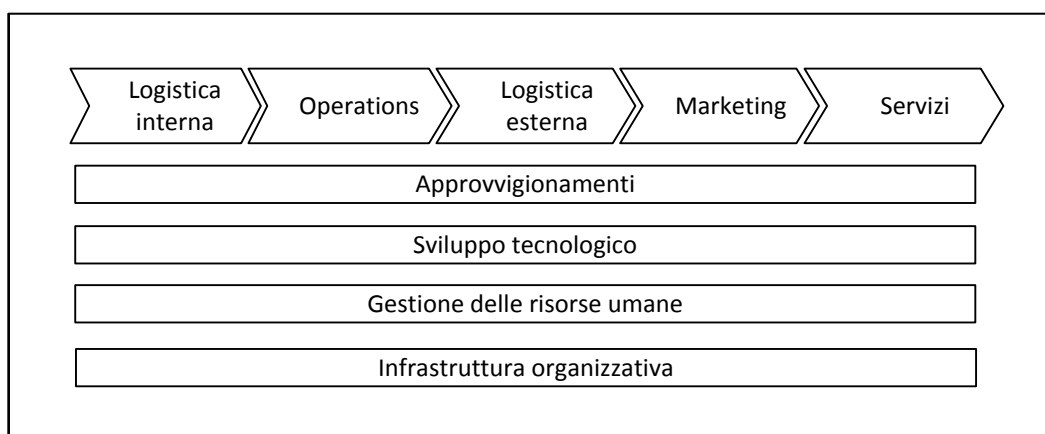 Logistica
interna
Operations
Logistica
esterna
Marketing
Servizi
Approvvigionamenti
Sviluppo tecnologico
Gestione delle risorse umane
Infrastruttura organizzativa